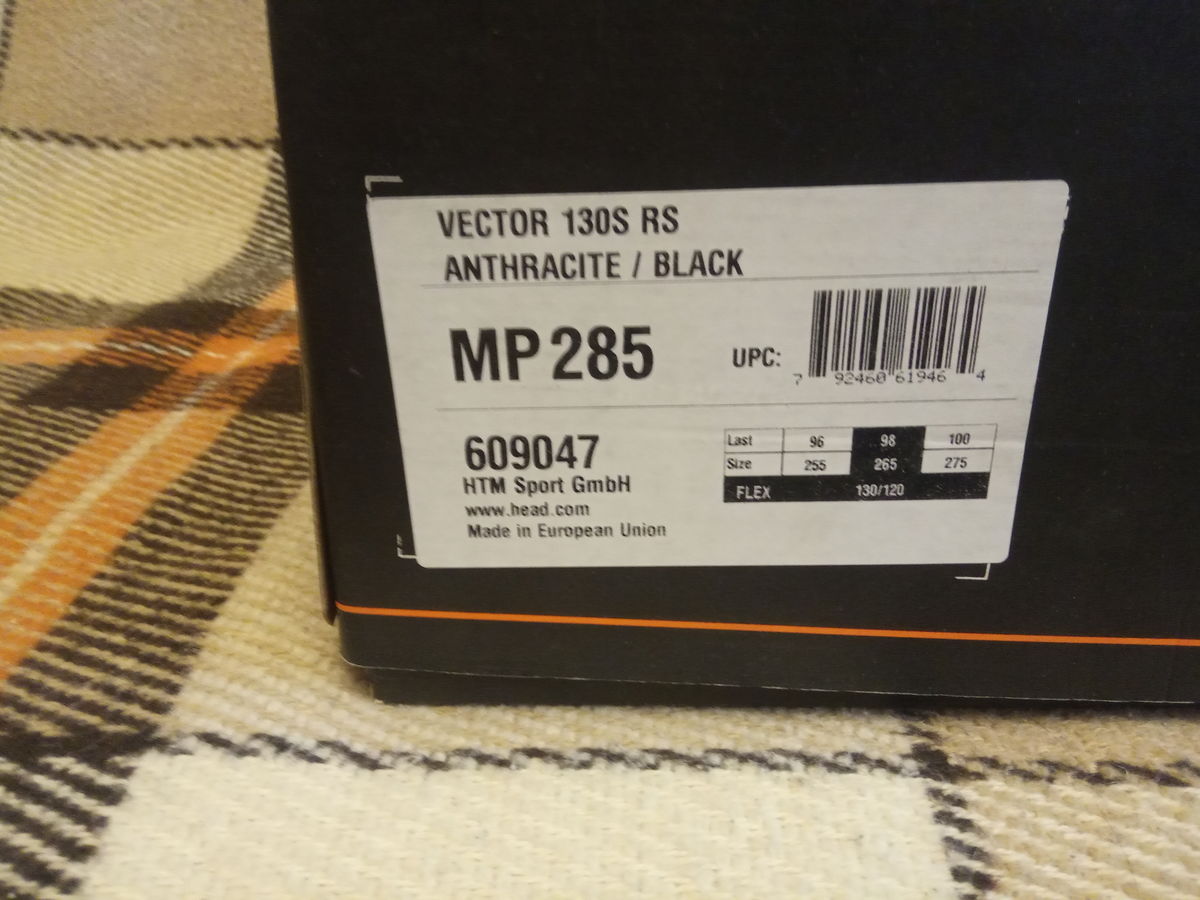 VECTOR 130S RS
ANTHRACITE / BLACK
MP 285
UPC:
7 92460 61946 4
609047
HTM Sport GmbH
www.head.com
Made in European Union
Last 96 98 100
Size 255 265 275
FLEX 130/120